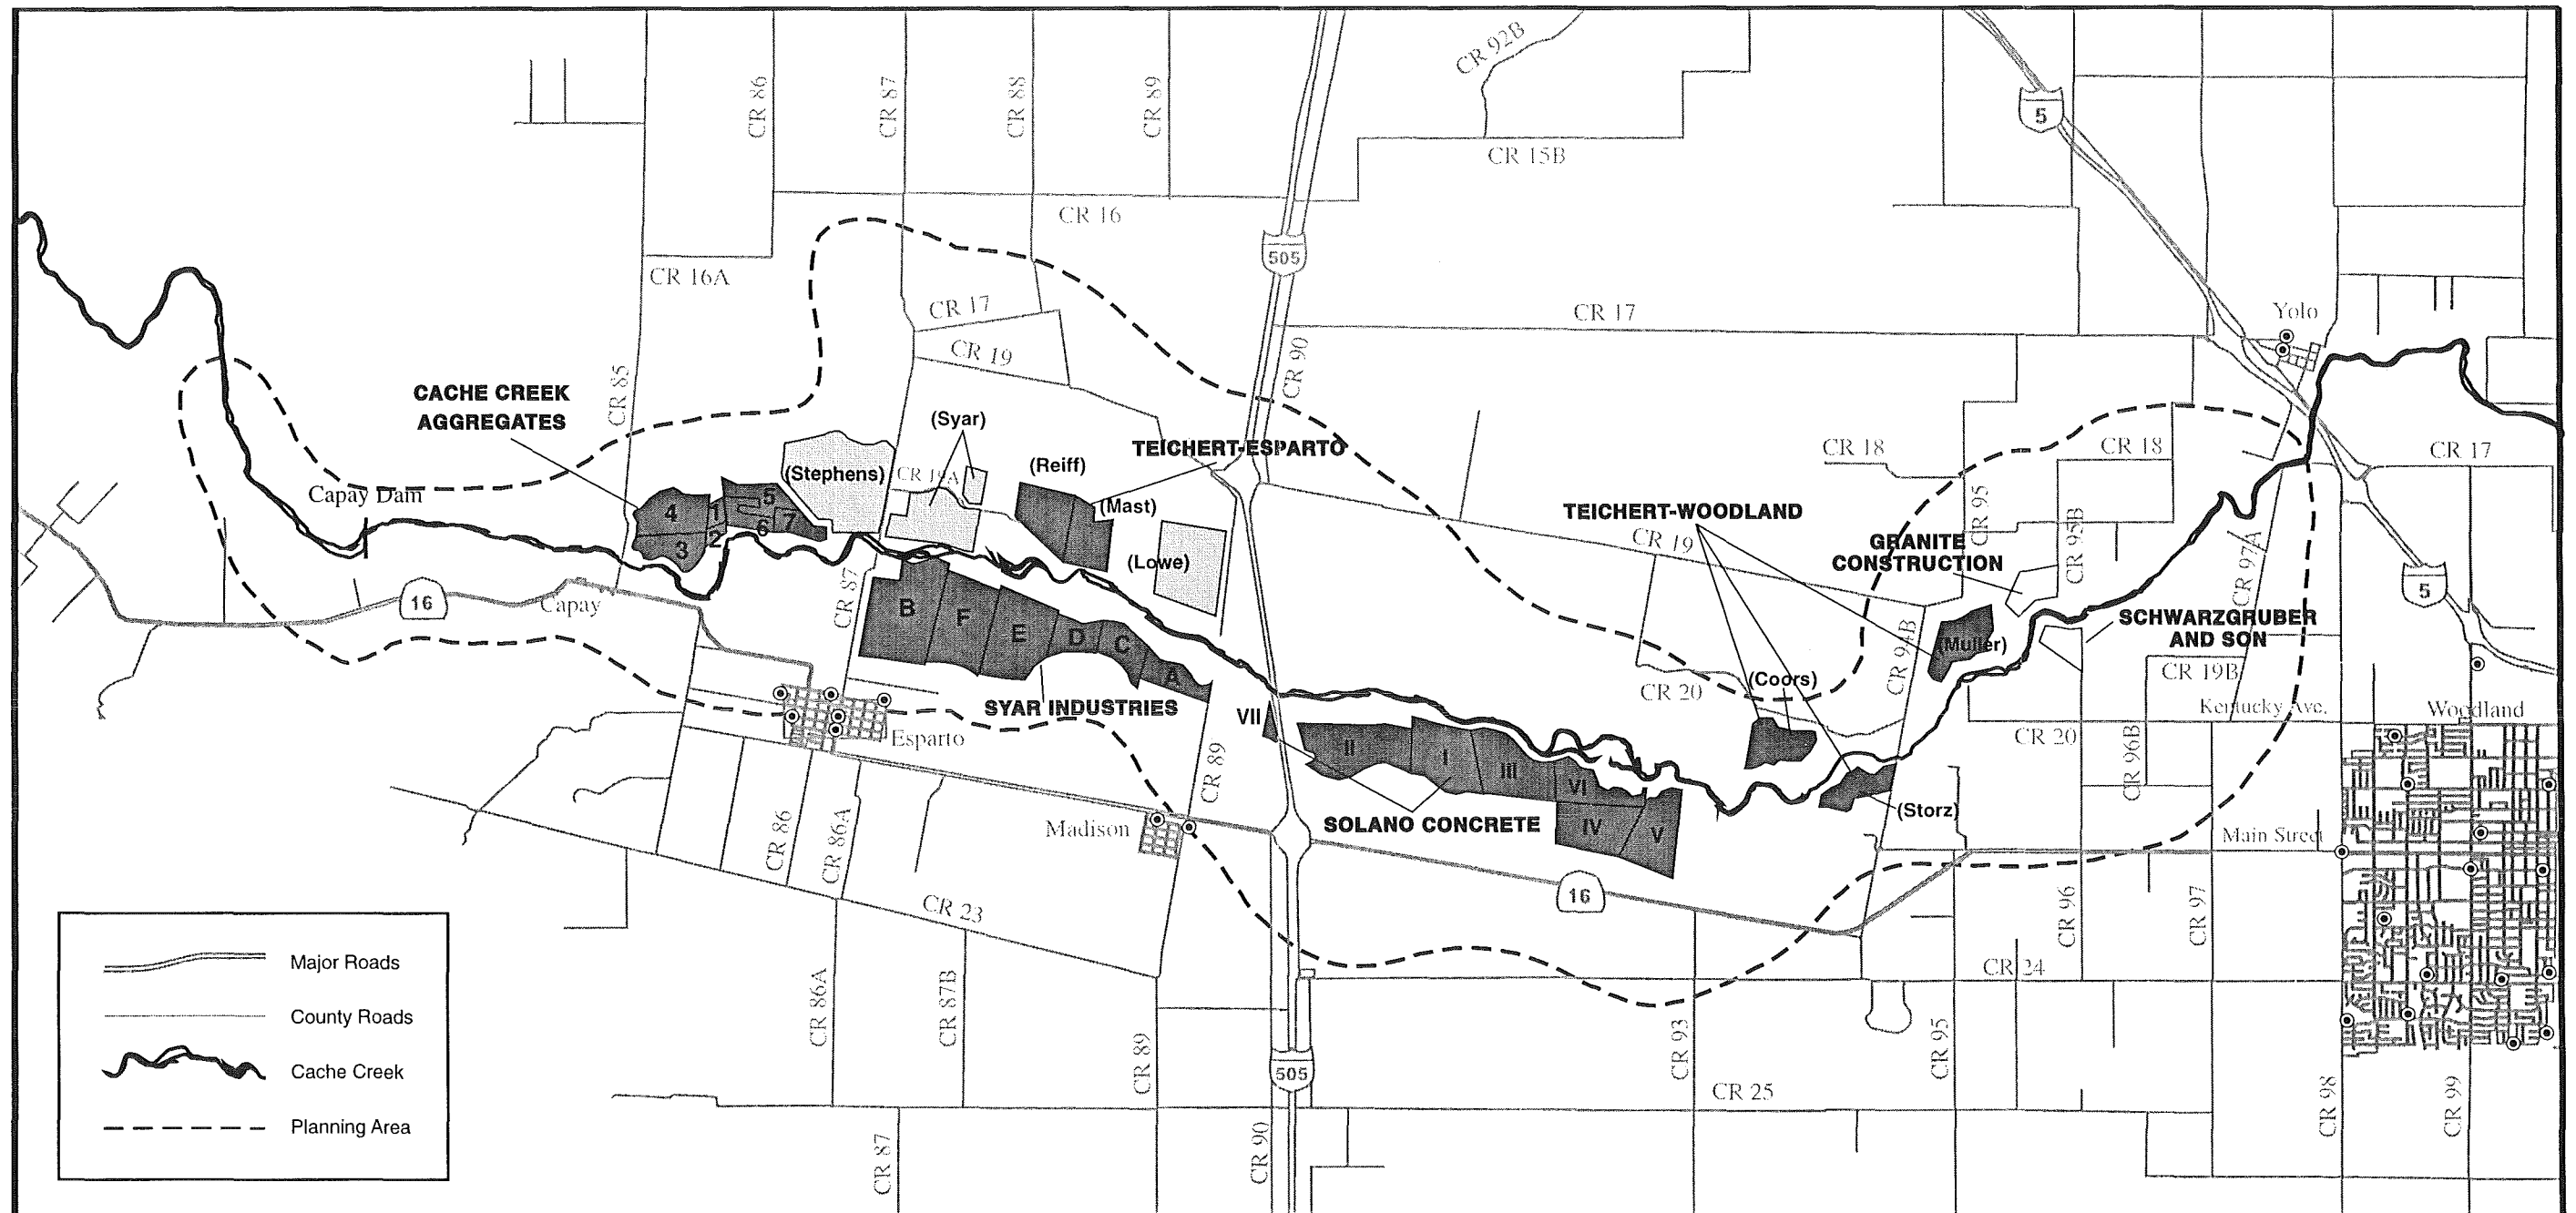 CR 86
CR 87
CR 88
CR 89
CR 92B
5
CR 15B
CR 16
505
CR 16A
CR 17
CR 17
Yolo
CR 19
CR 90
CR 85
CACHE CREEK
AGGREGATES
(Syar)
TEICHERT-ESPARTO
CR 18
CR 18
CR 17
(Stephens)
CR 19A
(Reiff)
(Mast)
Capay Dam
4
1
5
6
7
3
2
TEICHERT-WOODLAND
CR 95
CR 95B
CR 19
GRANITE
CONSTRUCTION
(Lowe)
CR 97A
5
16
Capay
CR 87
B
F
E
D
C
A
SCHWARZGRUBER
AND SON
(Muller)
CR 94B
CR 19B
(Coors)
CR 20
SYAR INDUSTRIES
VII
Kentucky Ave.
Woodland
Esparto
CR 89
II
I
III
VI
IV
V
CR 20
CR 96B
(Storz)
SOLANO CONCRETE
Madison
Main Street
CR 86
CR 86A
16
CR 23
CR 96
CR 97
Major Roads
CR 24
CR 86A
CR 87B
County Roads
CR 89
CR 93
CR 95
Cache Creek
505
CR 25
CR 98
CR 99
Planning Area
CR 87
CR 90